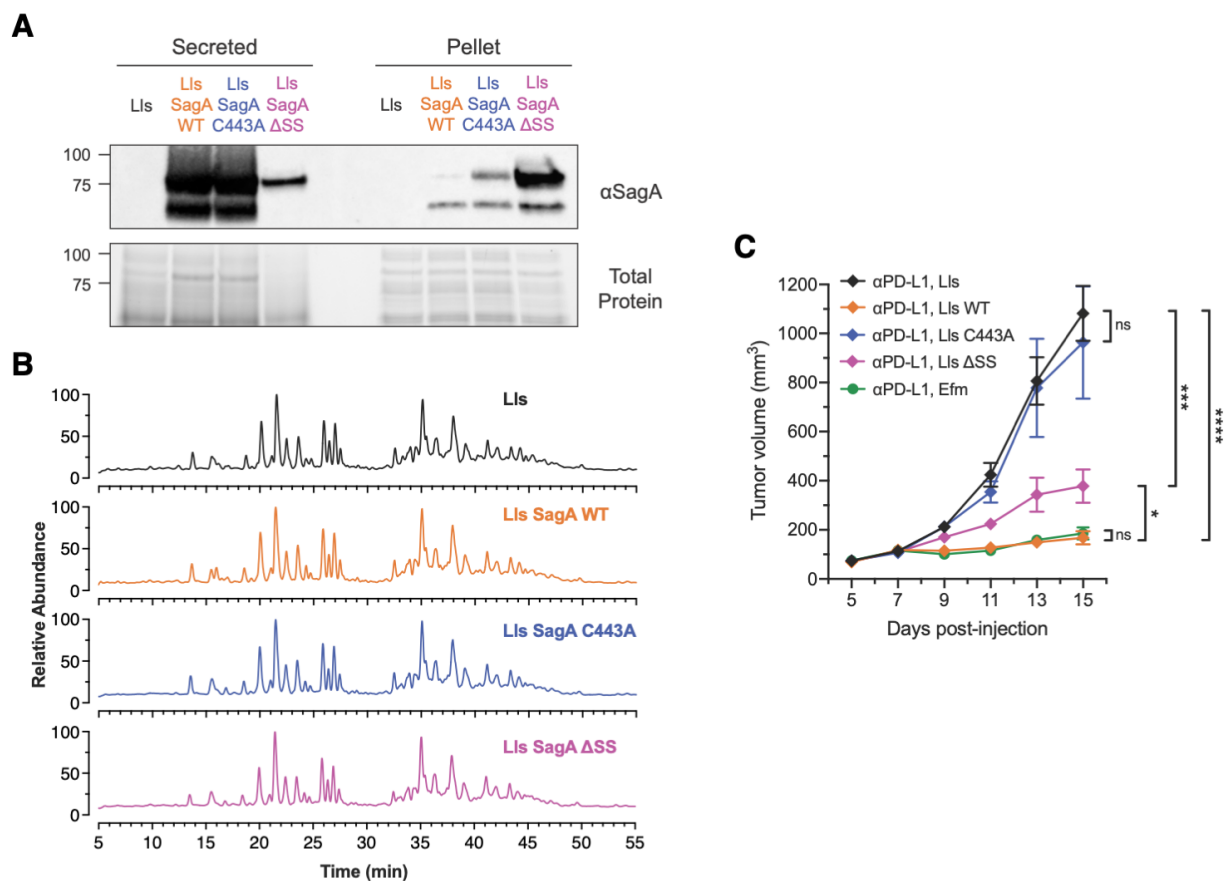 A
Secreted
Pellet
Lls
Lls SagA WT
Lls SagA C443A
Lls SagA ΔSS
Lls
Lls SagA WT
Lls SagA C443A
Lls SagA ΔSS
100
75
αSagA
100
75
Total Protein
B
Relative Abundance
100
50
0
Lls
100
50
0
Lls SagA WT
100
50
0
Lls SagA C443A
100
50
0
Lls SagA ΔSS
5 10 15 20 25 30 35 40 45 50 55
Time (min)
C
Tumor volume (mm³)
1200
1000
800
600
400
200
0
αPD-L1, Lls
αPD-L1, Lls WT
αPD-L1, Lls C443A
αPD-L1, Lls ΔSS
αPD-L1, Efm
ns
***
****
*
ns
5 7 9 11 13 15
Days post-injection